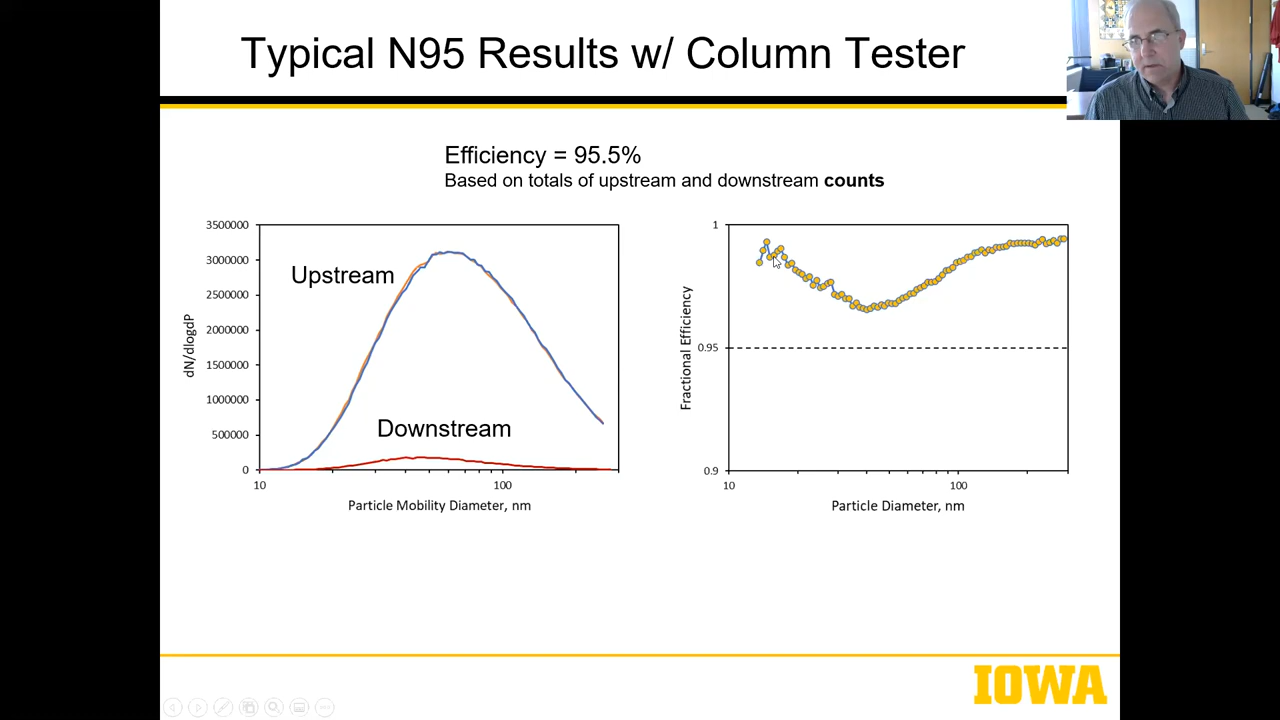 Typical N95 Results w/ Column Tester
Efficiency = 95.5%
Based on totals of upstream and downstream counts
3500000
3000000
2500000
2000000
1500000
1000000
500000
0
dN/dlogdP
Upstream
Downstream
10
100
Particle Mobility Diameter, nm
1
0.95
0.9
Fractional Efficiency
10
100
Particle Diameter, nm
IOWA